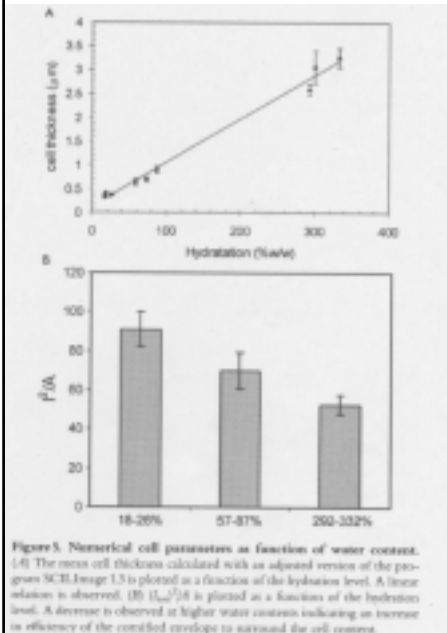 A
4
3.5
3
2.5
2
1.5
1
0.5
0
cell thickness (μm)
0 100 200 300 400
Hydratation (%w/w)
B
120
100
80
60
40
20
0
l²/A
18-26% 57-87% 292-332%
Figure 5. Numerical cell parameters as function of water content.
(A) The mean cell thickness calculated with an adjusted version of the pro-
gram SCILImage 1.3 is plotted as a function of the hydration level. A linear
relation is observed. (B) is plotted as a function of the hydration
level. A decrease is observed at higher water contents indicating an increase
in efficiency of the cornified envelope to surround the cell content.